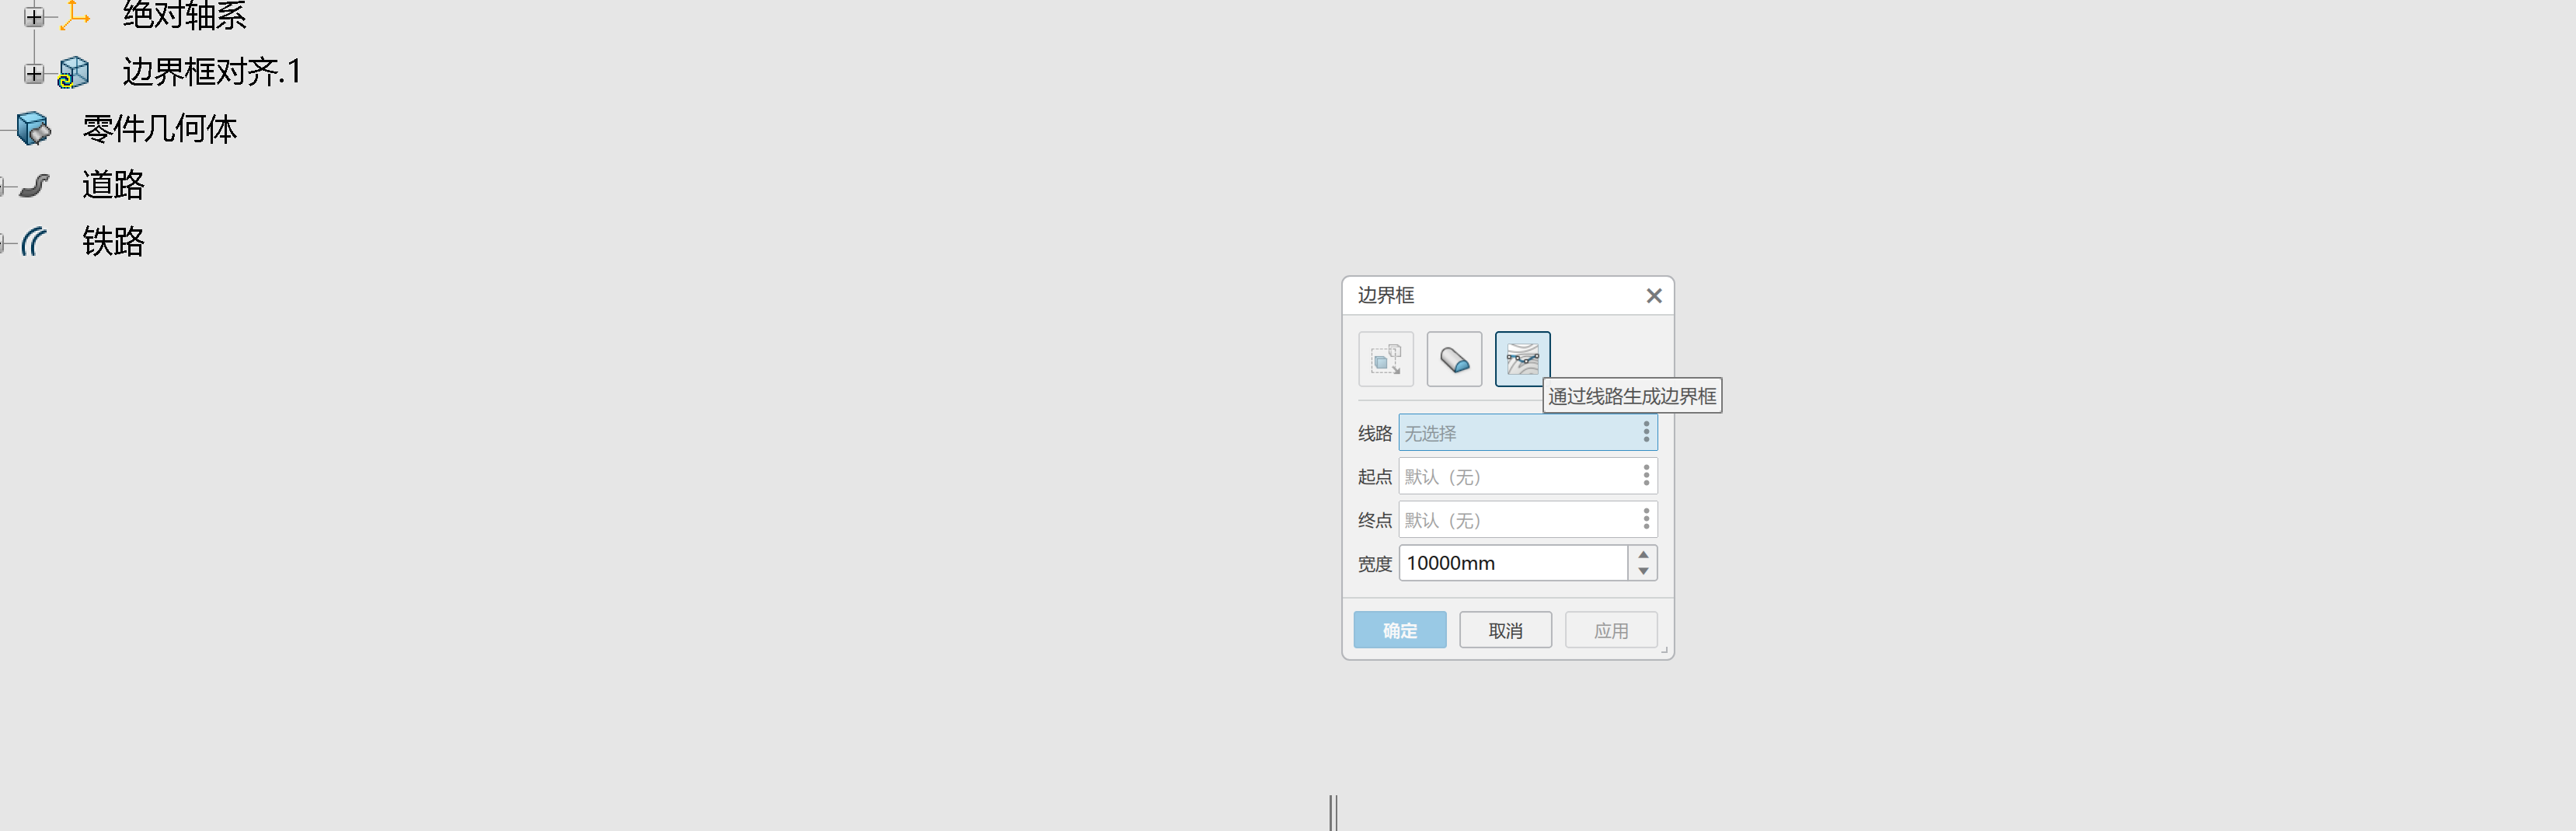 绝对轴系
边界框对齐.1
零件几何体
道路
铁路
边界框
通过线路生成边界框
线路 无选择
起点 默认（无）
终点 默认（无）
宽度 10000mm
确定 取消 应用